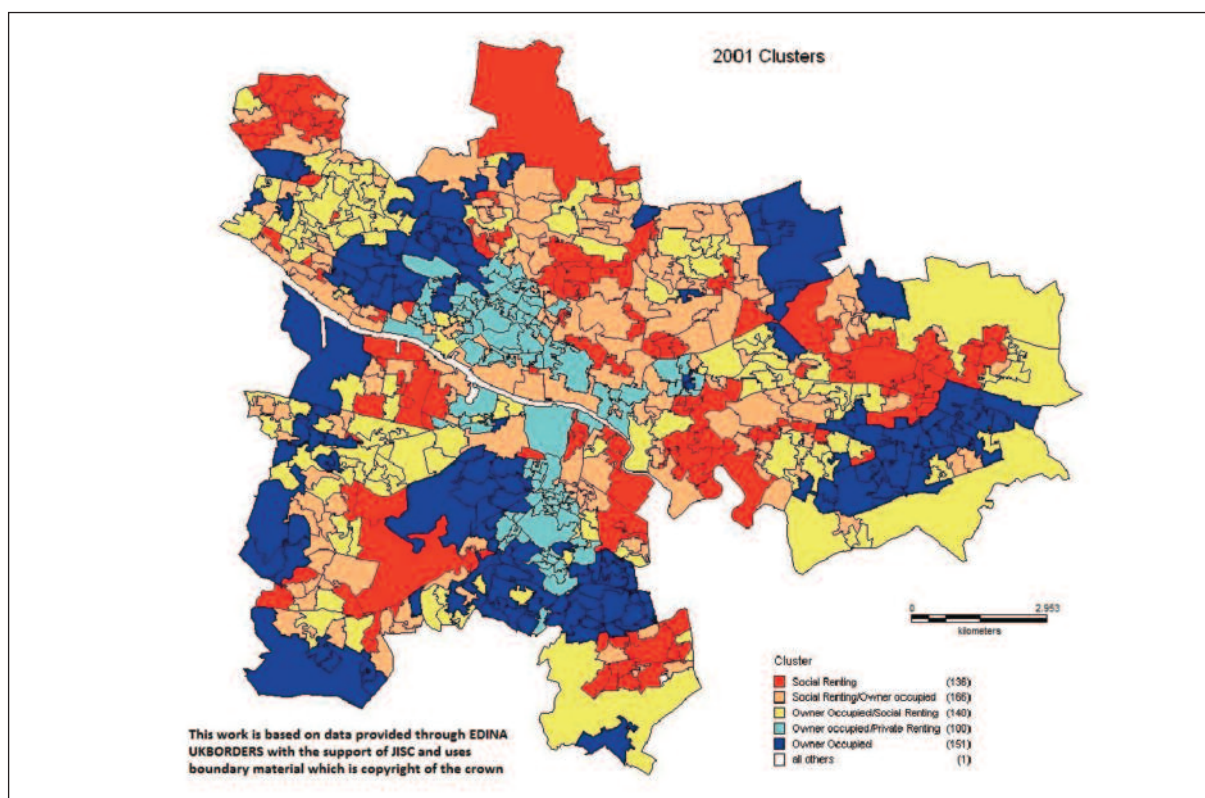 2001 Clusters
0 2.953
kilometers
Cluster
Social Renting (136)
Social Renting/Owner occupied (166)
Owner Occupied/Social Renting (140)
Owner occupied/Private Renting (100)
Owner Occupied (151)
all others (1)
This work is based on data provided through EDINA
UKBORDERS with the support of JISC and uses
boundary material which is copyright of the crown